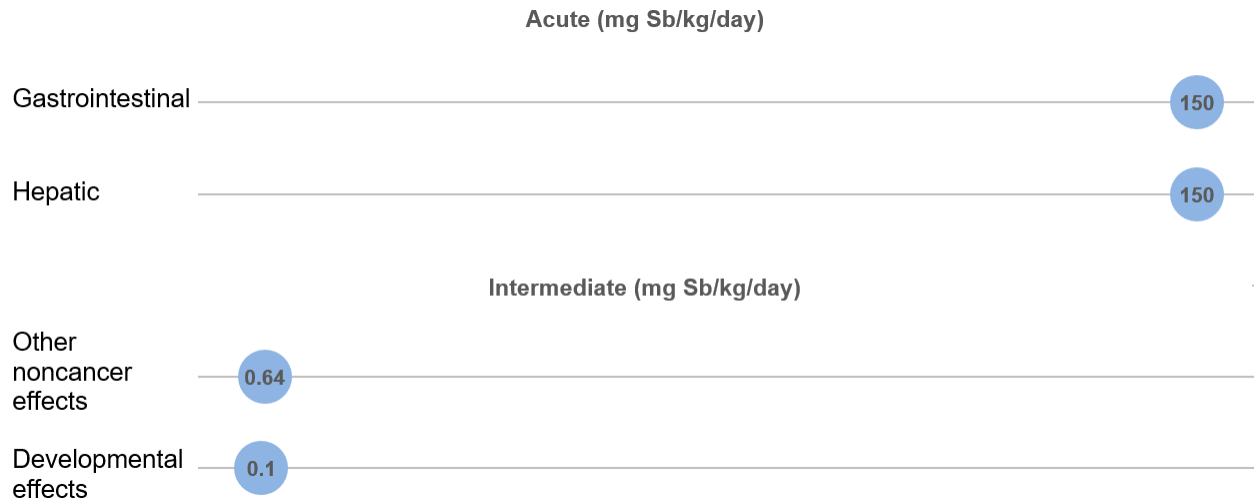 Acute (mg Sb/kg/day)
Gastrointestinal
150
Hepatic
150
Intermediate (mg Sb/kg/day)
Other
noncancer
effects
0.64
Developmental
effects
0.1